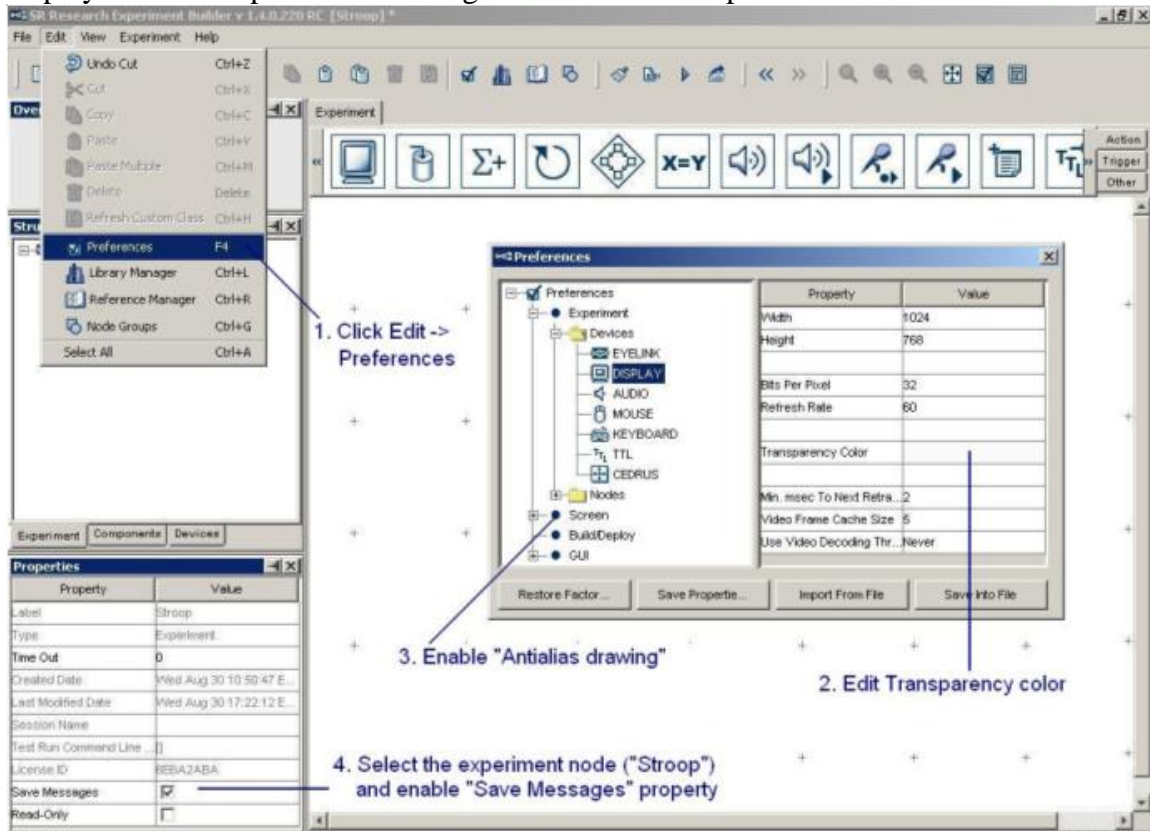 SR Research Experiment Builder v 1.4.0.220 RC [Stroop] *
File Edit View Experiment Help
Undo Cut Ctrl+Z
Cut Ctrl+X
Copy Ctrl+C
Paste Ctrl+V
Paste Multiple Ctrl+M
Delete Delete
Refresh Custom Class Ctrl+H
Preferences F4
Library Manager Ctrl+L
Reference Manager Ctrl+R
Node Groups Ctrl+G
Select All Ctrl+A
Over
Stru
Experiment
Σ+
X=Y
TTL
Action
Trigger
Other
1. Click Edit ->
Preferences
Preferences
Preferences
Experiment
Devices
EYELINK
DISPLAY
AUDIO
MOUSE
KEYBOARD
TTL TTL
CEDRUS
Nodes
Screen
Build/Deploy
GUI
Property Value
Width 1024
Height 768
Bits Per Pixel 32
Refresh Rate 60
Transparency Color
Min. msec To Next Retra... 2
Video Frame Cache Size 5
Use Video Decoding Thr... Never
Restore Factor... Save Propertie... Import From File Save Into File
3. Enable "Antialias drawing"
2. Edit Transparency color
4. Select the experiment node ("Stroop")
and enable "Save Messages" property
Experiment Components Devices
Properties
Property Value
Label Stroop
Type Experiment
Time Out 0
Created Date Wed Aug 30 10:50:47 E...
Last Modified Date Wed Aug 30 17:22:12 E...
Session Name
Test Run Command Line ... []
License ID
Save Messages
Read-Only